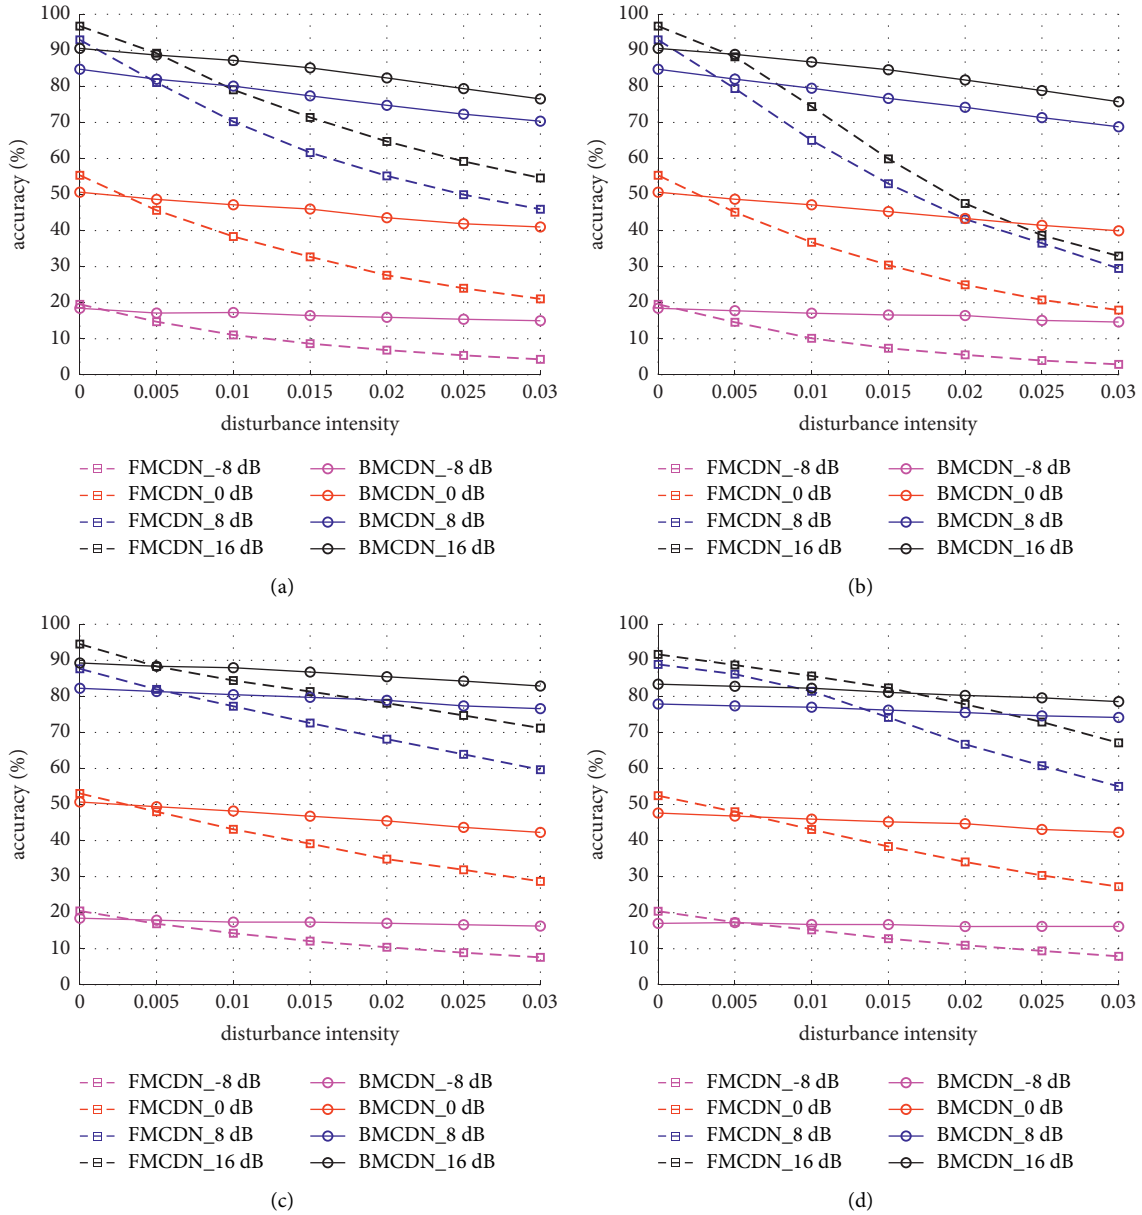 100
90
80
70
60
50
40
30
20
10
0
accuracy (%)
0 0.005 0.01 0.015 0.02 0.025 0.03
disturbance intensity
FMCDN_-8 dB BMCDN_-8 dB
FMCDN_0 dB BMCDN_0 dB
FMCDN_8 dB BMCDN_8 dB
FMCDN_16 dB BMCDN_16 dB
(a)
100
90
80
70
60
50
40
30
20
10
0
accuracy (%)
0 0.005 0.01 0.015 0.02 0.025 0.03
disturbance intensity
FMCDN_-8 dB BMCDN_-8 dB
FMCDN_0 dB BMCDN_0 dB
FMCDN_8 dB BMCDN_8 dB
FMCDN_16 dB BMCDN_16 dB
(b)
100
90
80
70
60
50
40
30
20
10
0
accuracy (%)
0 0.005 0.01 0.015 0.02 0.025 0.03
disturbance intensity
FMCDN_-8 dB BMCDN_-8 dB
FMCDN_0 dB BMCDN_0 dB
FMCDN_8 dB BMCDN_8 dB
FMCDN_16 dB BMCDN_16 dB
(c)
100
90
80
70
60
50
40
30
20
10
0
accuracy (%)
0 0.005 0.01 0.015 0.02 0.025 0.03
disturbance intensity
FMCDN_-8 dB BMCDN_-8 dB
FMCDN_0 dB BMCDN_0 dB
FMCDN_8 dB BMCDN_8 dB
FMCDN_16 dB BMCDN_16 dB
(d)